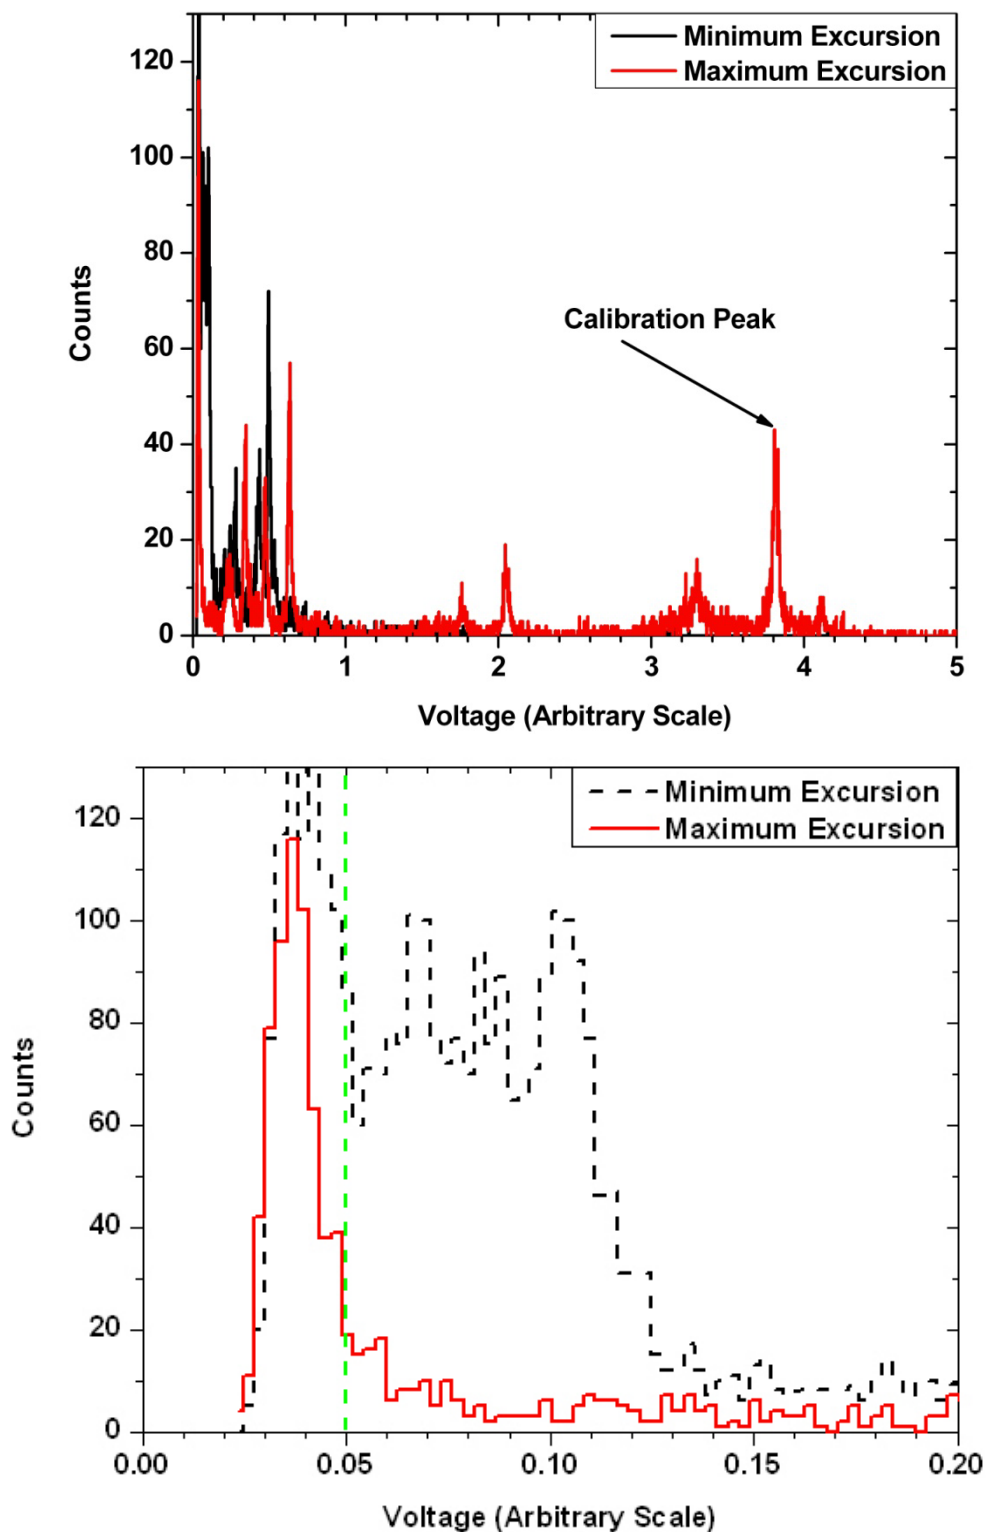 Minimum Excursion
Maximum Excursion
120
100
80
60
40
20
0
Counts
Calibration Peak
0 1 2 3 4 5
Voltage (Arbitrary Scale)
Minimum Excursion
Maximum Excursion
120
100
80
60
40
20
0
Counts
0.00 0.05 0.10 0.15 0.20
Voltage (Arbitrary Scale)